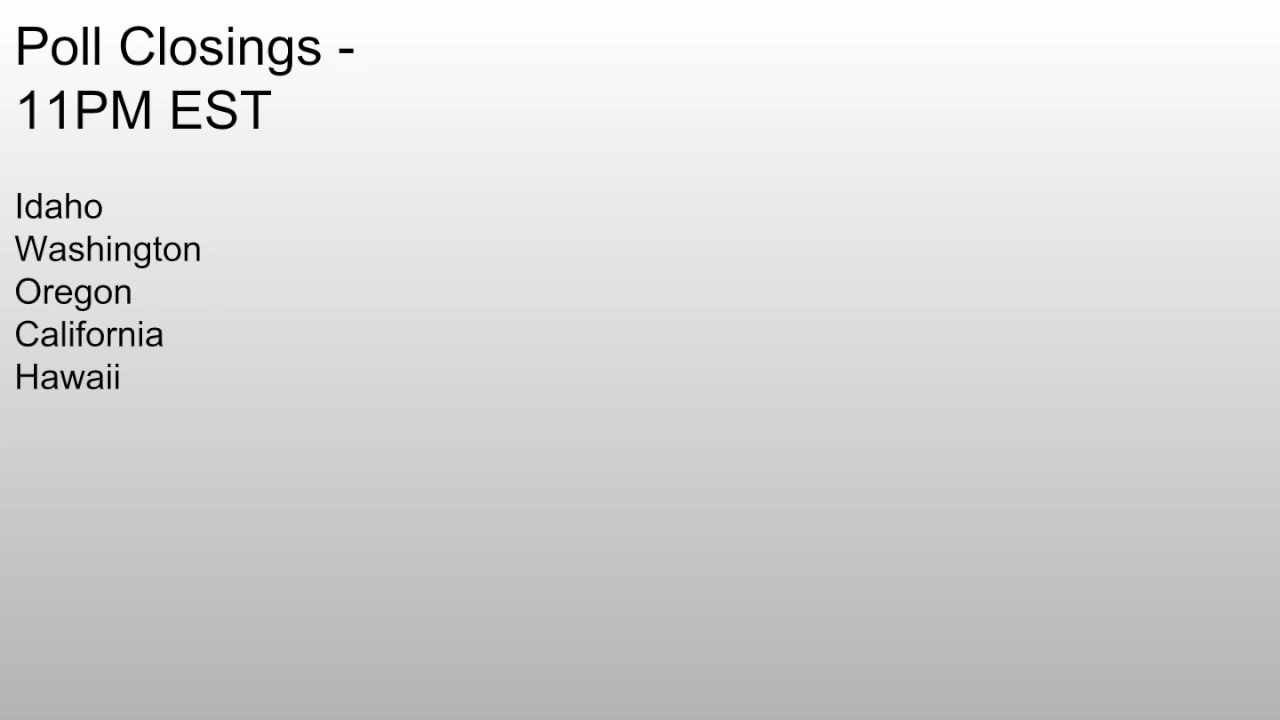 Poll Closings -
11PM EST
Idaho
Washington
Oregon
California
Hawaii